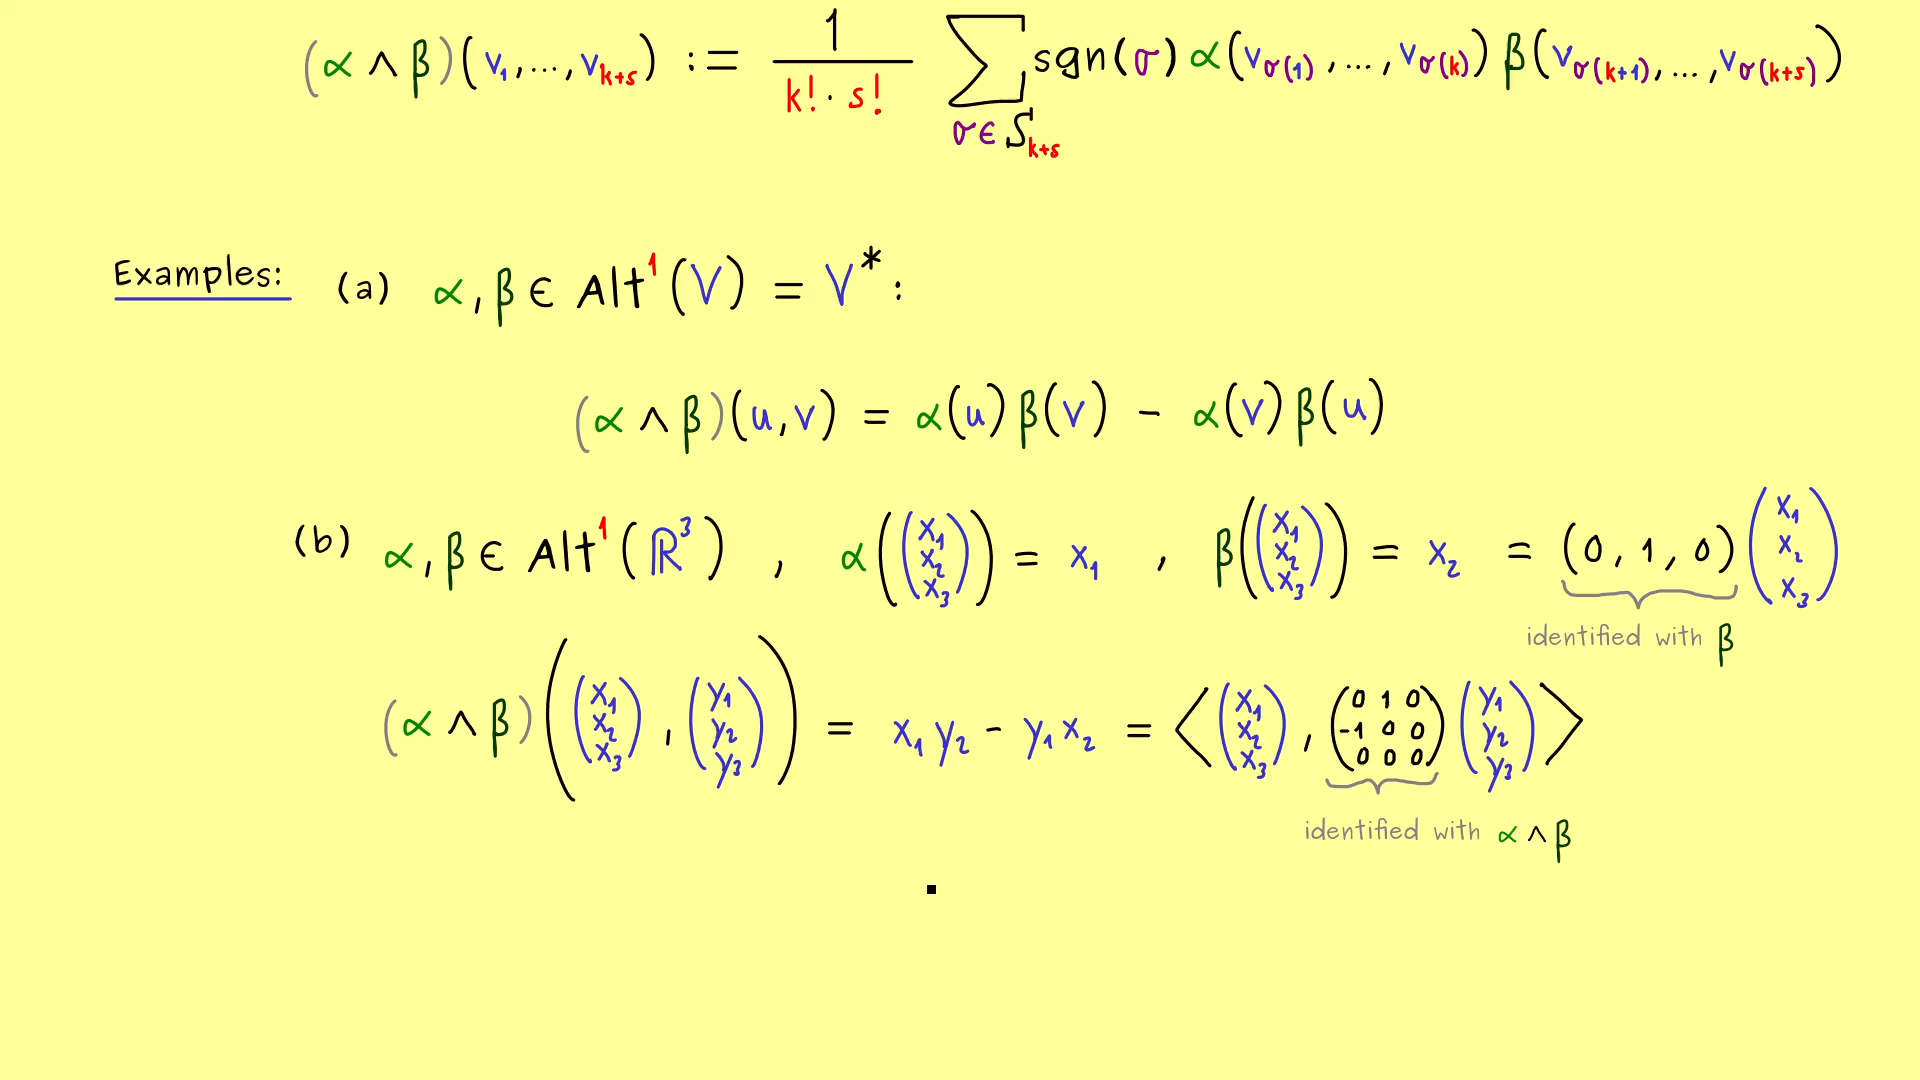 (α ∧ β)(v₁,...,vₖ₊ₛ) := 1/(k!·s!) ∑_{σ∈Sₖ₊ₛ} sgn(σ) α(v_{σ(1)},...,v_{σ(k)}) β(v_{σ(k+1)},...,v_{σ(k+s)})
Examples: (a) α, β ∈ Alt¹(V) = V*:
(α ∧ β)(u,v) = α(u)β(v) - α(v)β(u)
(b) α, β ∈ Alt¹(ℝ³) , α((x₁ x₂ x₃)) = x₁ , β((x₁ x₂ x₃)) = x₂ = (0, 1, 0)(x₁ x₂ x₃)
identified with β
(α ∧ β)((x₁ x₂ x₃), (y₁ y₂ y₃)) = x₁y₂ - y₁x₂ = <(x₁ x₂ x₃), (0 1 0 -1 0 0 0 0 0)(y₁ y₂ y₃)>
identified with α ∧ β